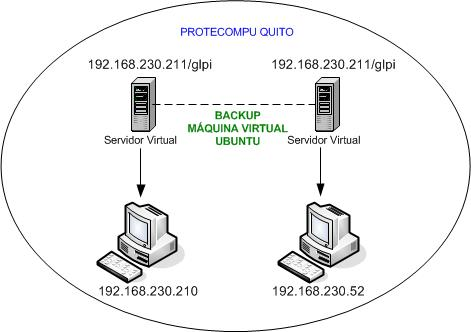 PROTECOMPU QUITO
192.168.230.211/glpi
192.168.230.211/glpi
BACKUP
MÁQUINA VIRTUAL
UBUNTU
Servidor Virtual
Servidor Virtual
192.168.230.210
192.168.230.52